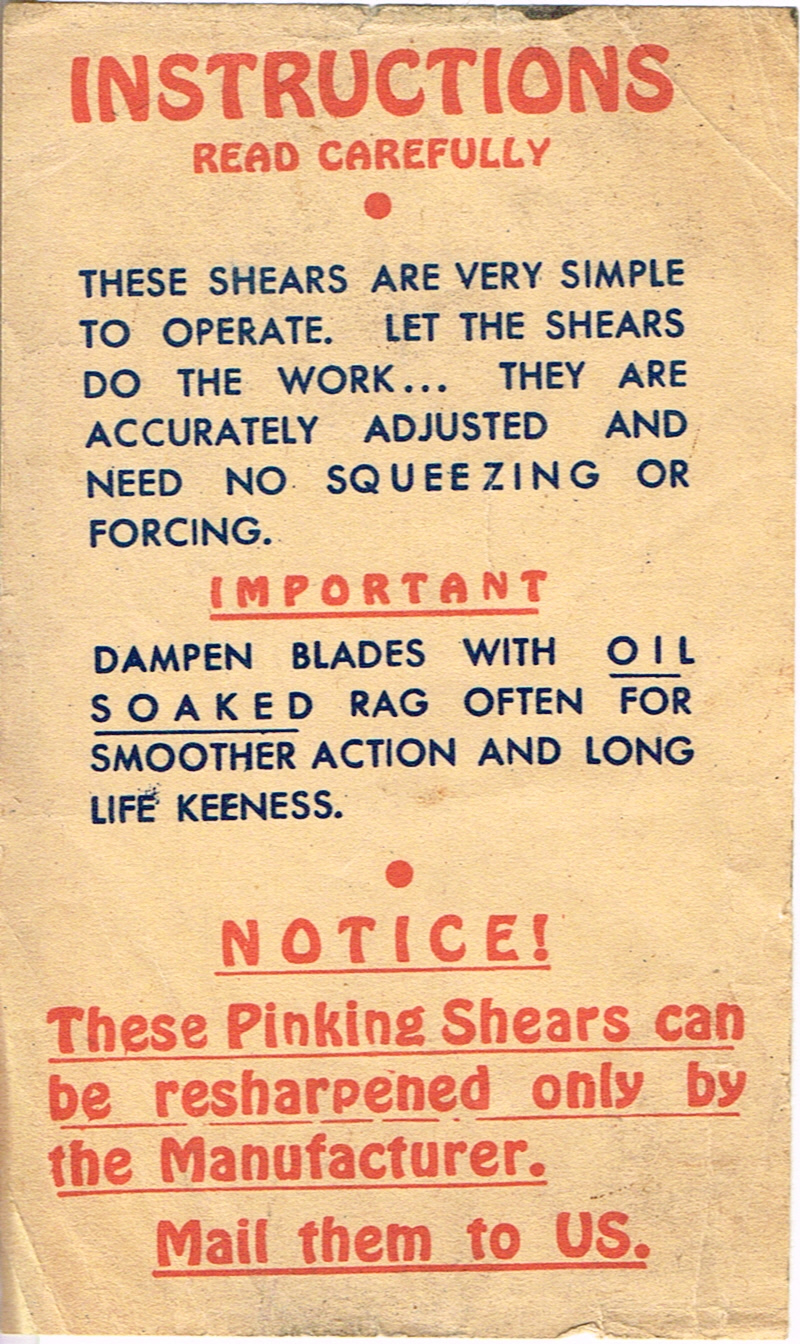 INSTRUCTIONS
READ CAREFULLY
THESE SHEARS ARE VERY SIMPLE
TO OPERATE. LET THE SHEARS
DO THE WORK... THEY ARE
ACCURATELY ADJUSTED AND
NEED NO SQUEEZING OR
FORCING.
IMPORTANT
DAMPEN BLADES WITH OIL
SOAKED RAG OFTEN FOR
SMOOTHER ACTION AND LONG
LIFE KEENESS.
NOTICE!
These Pinking Shears can
be resharpened only by
the Manufacturer.
Mail them to US.